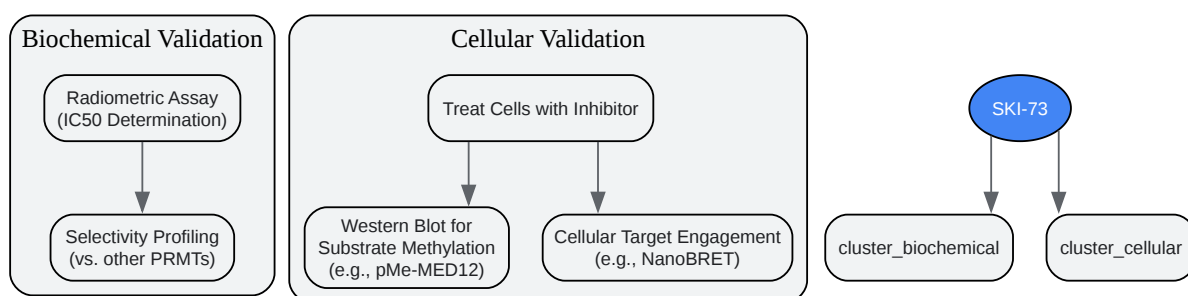 Biochemical Validation
Radiometric Assay
(IC50 Determination)
Selectivity Profiling
(vs. other PRMTs)
Cellular Validation
Treat Cells with Inhibitor
Western Blot for
Substrate Methylation
(e.g., pMe-MED12)
Cellular Target Engagement
(e.g., NanoBRET)
SKI-73
cluster_biochemical
cluster_cellular